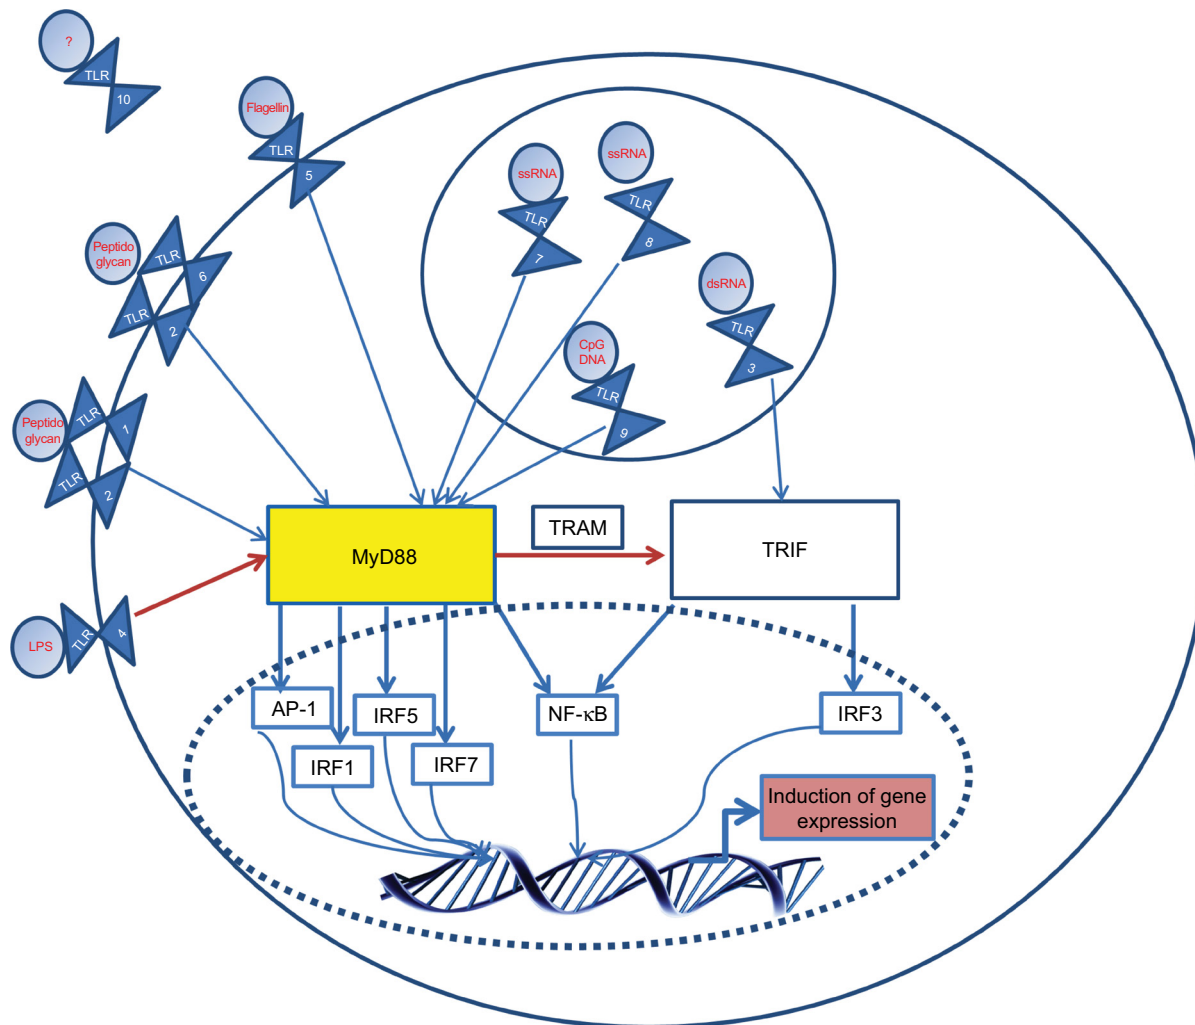 ?
TLR
10
Flagellin
TLR
5
ssRNA
TLR
7
ssRNA
TLR
8
Peptido
glycan
TLR
6
TLR
2
dsRNA
TLR
3
CpG
DNA
TLR
9
Peptido
glycan
TLR
1
TLR
2
LPS
TLR
4
MyD88
TRAM
TRIF
AP-1
IRF1
IRF5
IRF7
NF-κB
IRF3
Induction of gene
expression